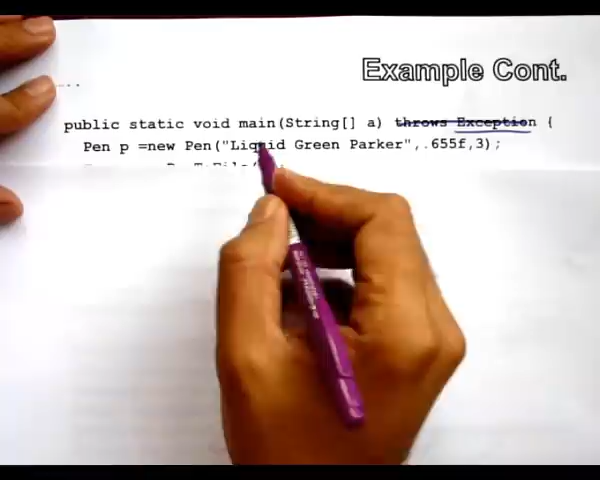 Example Cont.
public static void main(String[] a) throws Exception {
Pen p =new Pen("Liquid Green Parker",.655f,3);